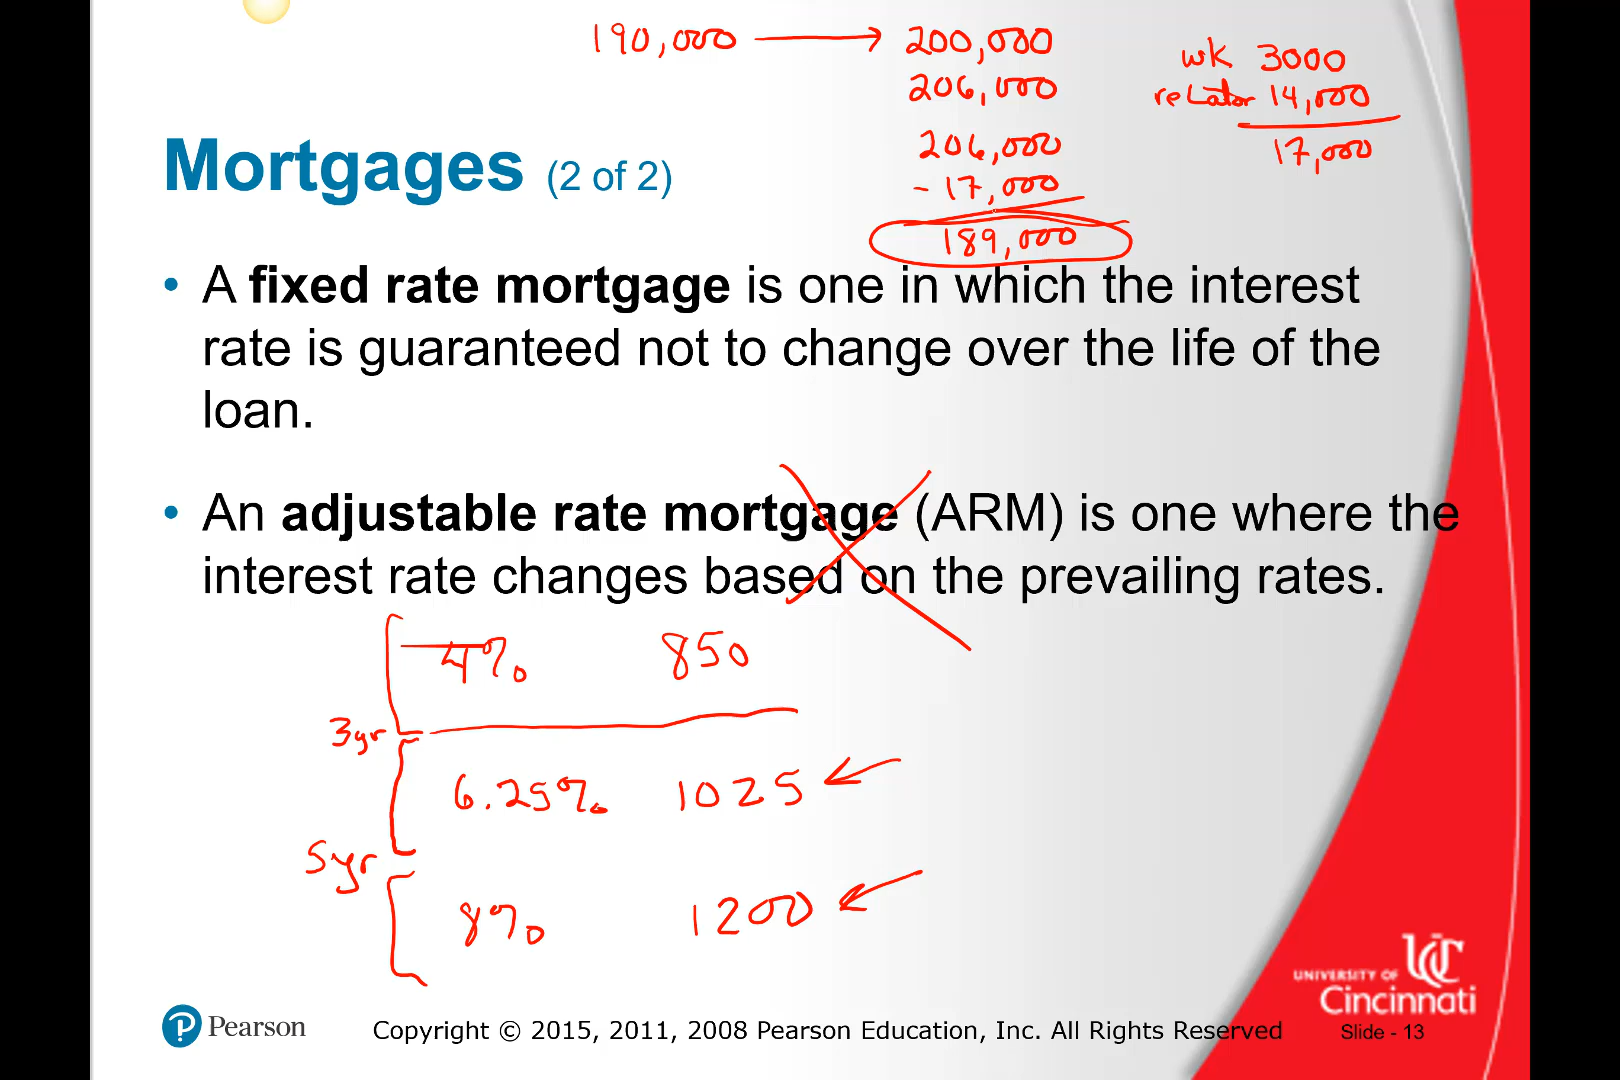 190,000 → 200,000
206,000
206,000
- 17,000
189,000
wk 3000
reLator 14,000
17,000
Mortgages (2 of 2)
• A fixed rate mortgage is one in which the interest
rate is guaranteed not to change over the life of the
loan.
• An adjustable rate mortgage (ARM) is one where the
interest rate changes based on the prevailing rates.
4% 850
3yr
6.25% 1025
5yr
8% 1200
UC
UNIVERSITY OF
Cincinnati
P Pearson
Copyright © 2015, 2011, 2008 Pearson Education, Inc. All Rights Reserved
Slide - 13